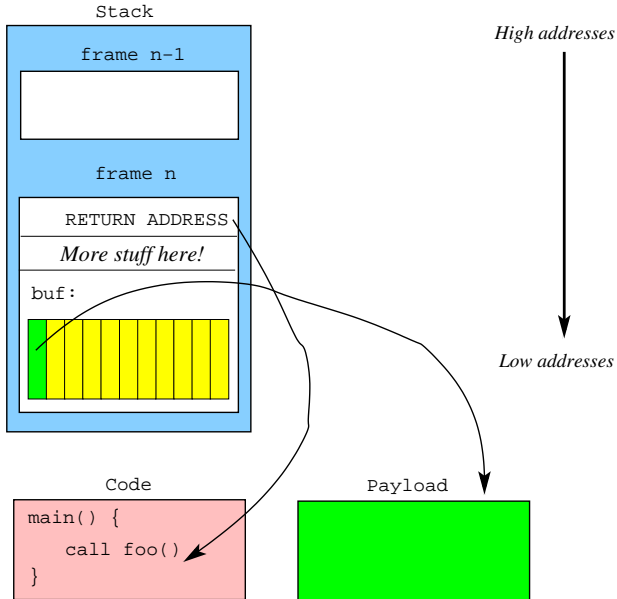 Stack
High addresses
frame n-1
frame n
RETURN ADDRESS
More stuff here!
buf:
Low addresses
Code
Payload
main() {
call foo()
}